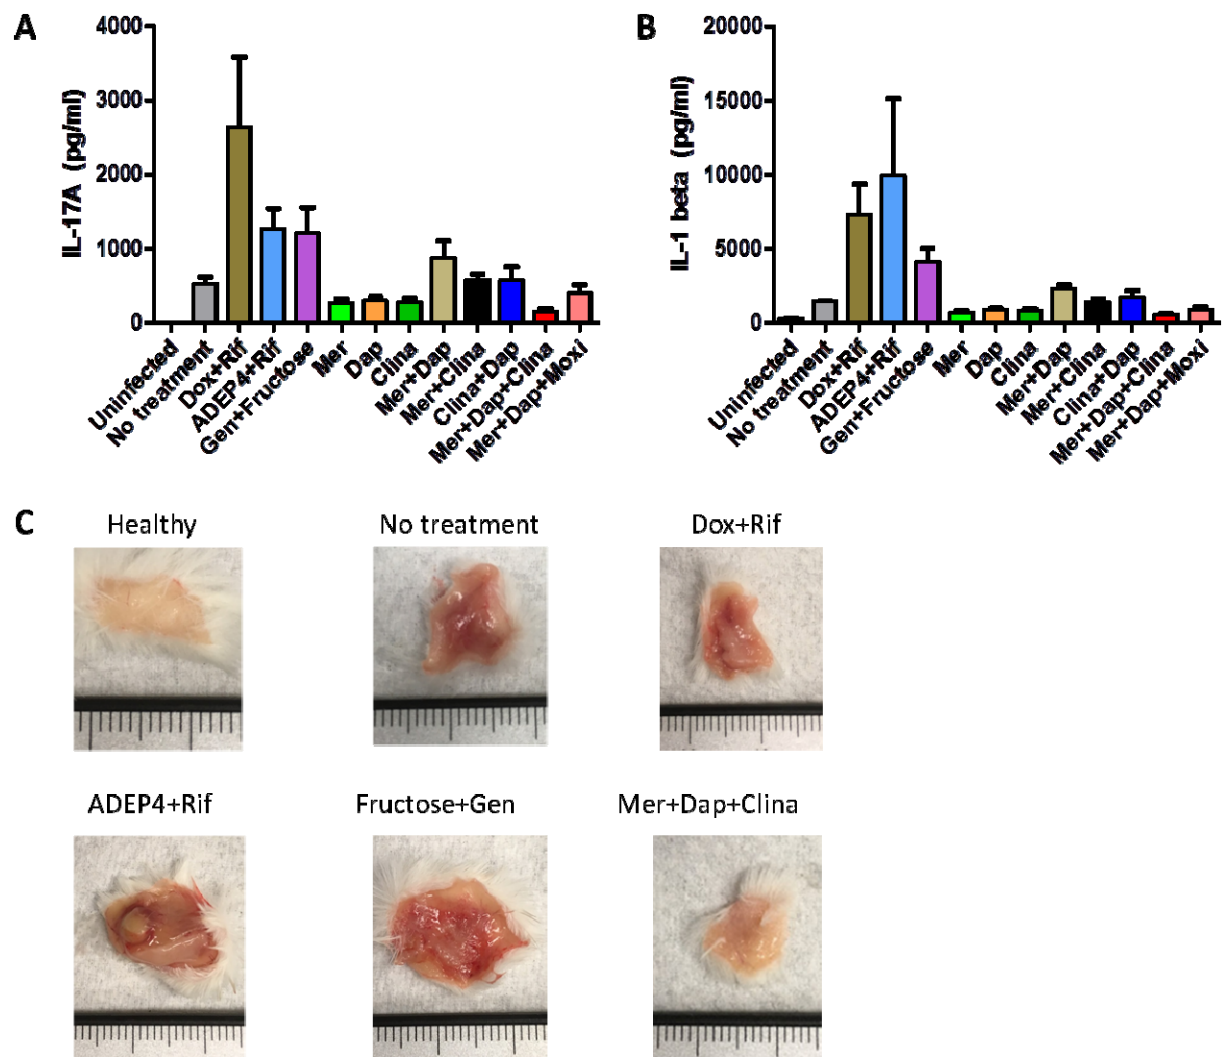 A
IL-17A (pg/ml)
4000
3000
2000
1000
0
Uninfected
No treatment
Dox+Rif
ADEP4+Rif
Gen+Fructose
Mer
Dap
Clina
Mer+Dap
Mer+Clina
Clina+Dap
Mer+Dap+Clina
Mer+Dap+Moxi
B
IL-1 beta (pg/ml)
20000
15000
10000
5000
0
Uninfected
No treatment
Dox+Rif
ADEP4+Rif
Gen+Fructose
Mer
Dap
Clina
Mer+Dap
Mer+Clina
Clina+Dap
Mer+Dap+Clina
Mer+Dap+Moxi
C
Healthy
No treatment
Dox+Rif
ADEP4+Rif
Fructose+Gen
Mer+Dap+Clina